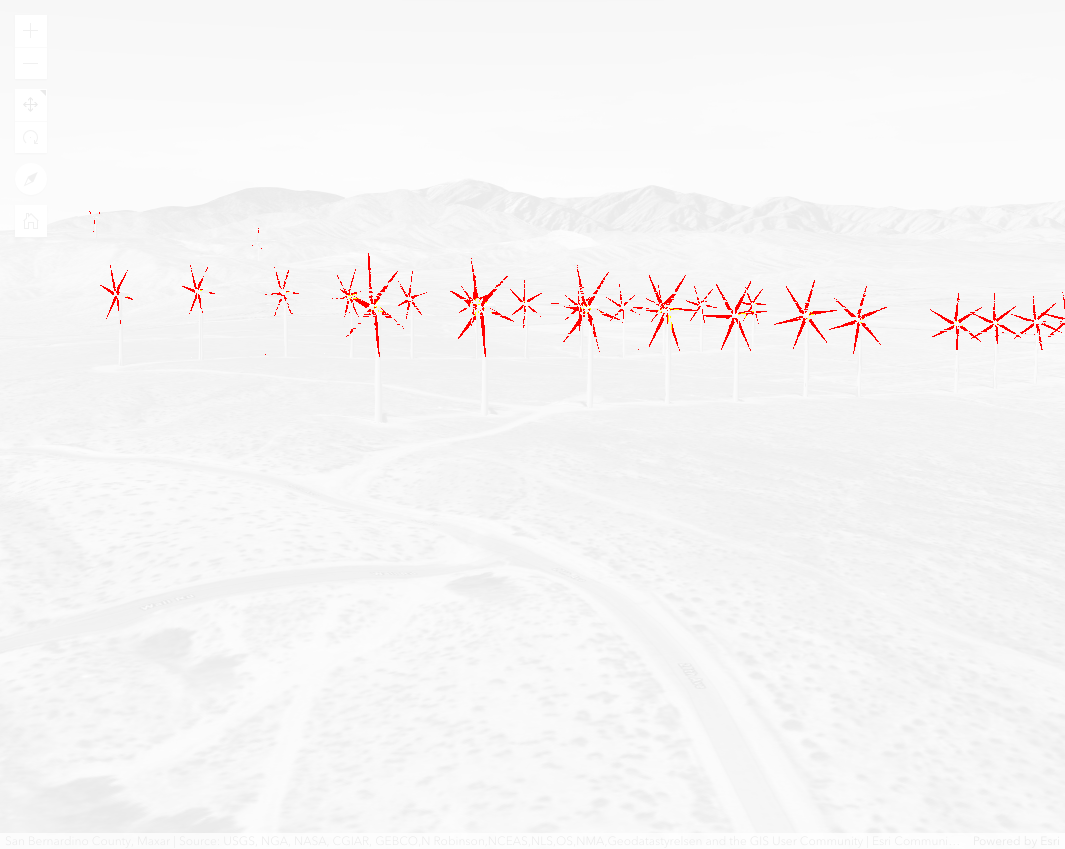 San Bernardino County, Maxar | Source: USGS, NGA, NASA, CGIAR, GEBCO,N Robinson,NCEAS,NLS,OS,NMA,Geodatastyrelsen and the GIS User Community | Esri Commun... Powered by Esri